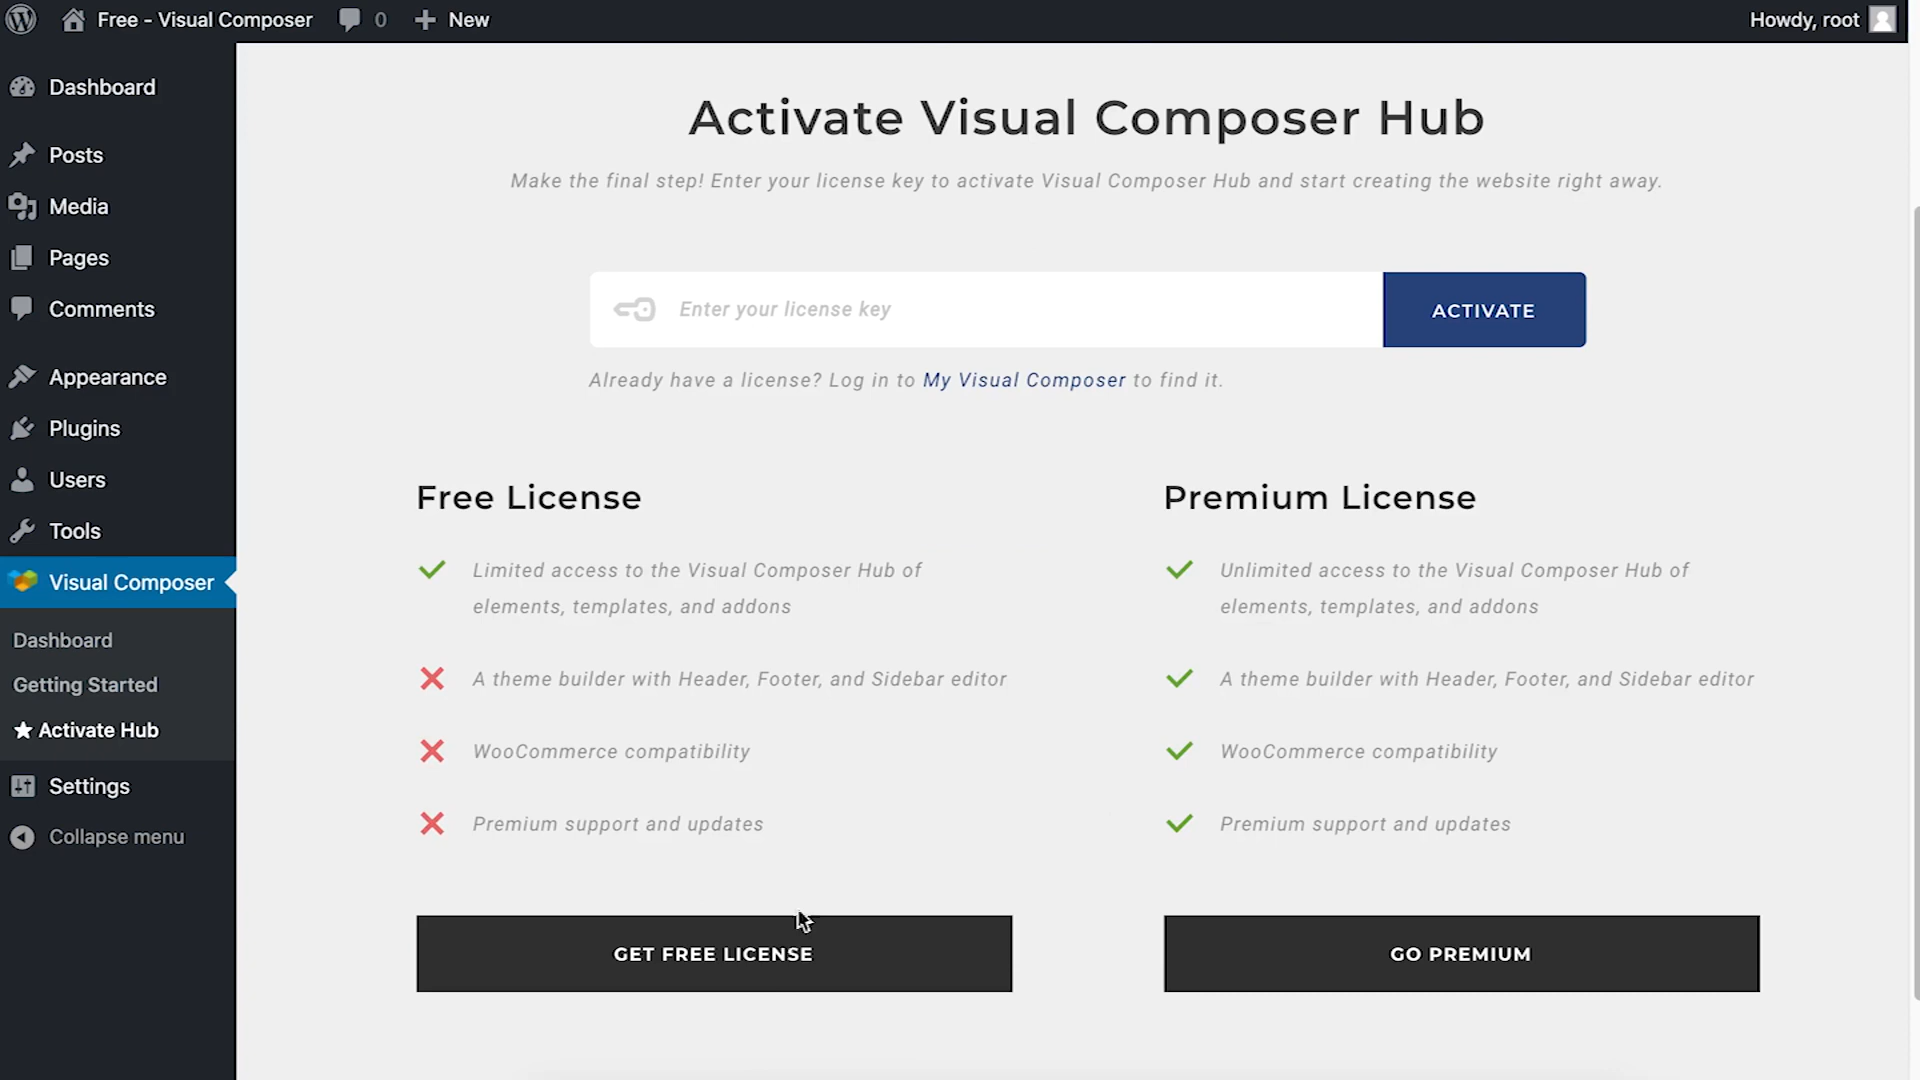 Free - Visual Composer
0
New
Howdy, root
Dashboard
Posts
Media
Pages
Comments
Appearance
Plugins
Users
Tools
Visual Composer
Dashboard
Getting Started
Activate Hub
Settings
Collapse menu
Activate Visual Composer Hub
Make the final step! Enter your license key to activate Visual Composer Hub and start creating the website right away.
Enter your license key
ACTIVATE
Already have a license? Log in to My Visual Composer to find it.
Free License
Limited access to the Visual Composer Hub of
elements, templates, and addons
A theme builder with Header, Footer, and Sidebar editor
WooCommerce compatibility
Premium support and updates
GET FREE LICENSE
Premium License
Unlimited access to the Visual Composer Hub of
elements, templates, and addons
A theme builder with Header, Footer, and Sidebar editor
WooCommerce compatibility
Premium support and updates
GO PREMIUM